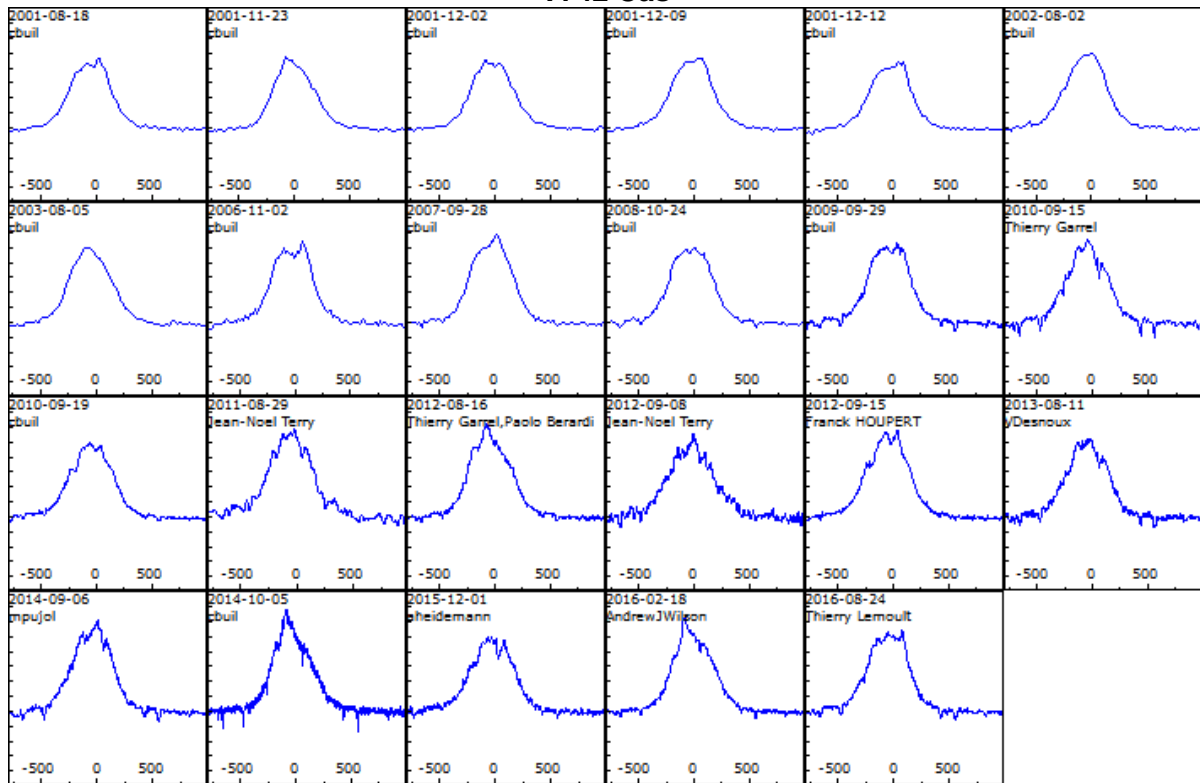 Cas
2001-08-18
cbuil
-500 0 500
2001-11-23
cbuil
-500 0 500
2001-12-02
cbuil
-500 0 500
2001-12-09
cbuil
-500 0 500
2001-12-12
cbuil
-500 0 500
2002-08-02
cbuil
-500 0 500
2003-08-05
cbuil
-500 0 500
2006-11-02
cbuil
-500 0 500
2007-09-28
cbuil
-500 0 500
2008-10-24
cbuil
-500 0 500
2009-09-29
cbuil
-500 0 500
2010-09-15
Thierry Garrel
-500 0 500
2010-09-19
cbuil
-500 0 500
2011-08-29
Jean-Noel Terry
-500 0 500
2012-08-16
Thierry Garrel,Paolo Berardi
-500 0 500
2012-09-08
Jean-Noel Terry
-500 0 500
2012-09-15
Franck HOUPERT
-500 0 500
2013-08-11
VDesnoux
-500 0 500
2014-09-06
mpujol
-500 0 500
2014-10-05
cbuil
-500 0 500
2015-12-01
aheidemann
-500 0 500
2016-02-18
AndrewJWilson
-500 0 500
2016-08-24
Thierry Lemoult
-500 0 500